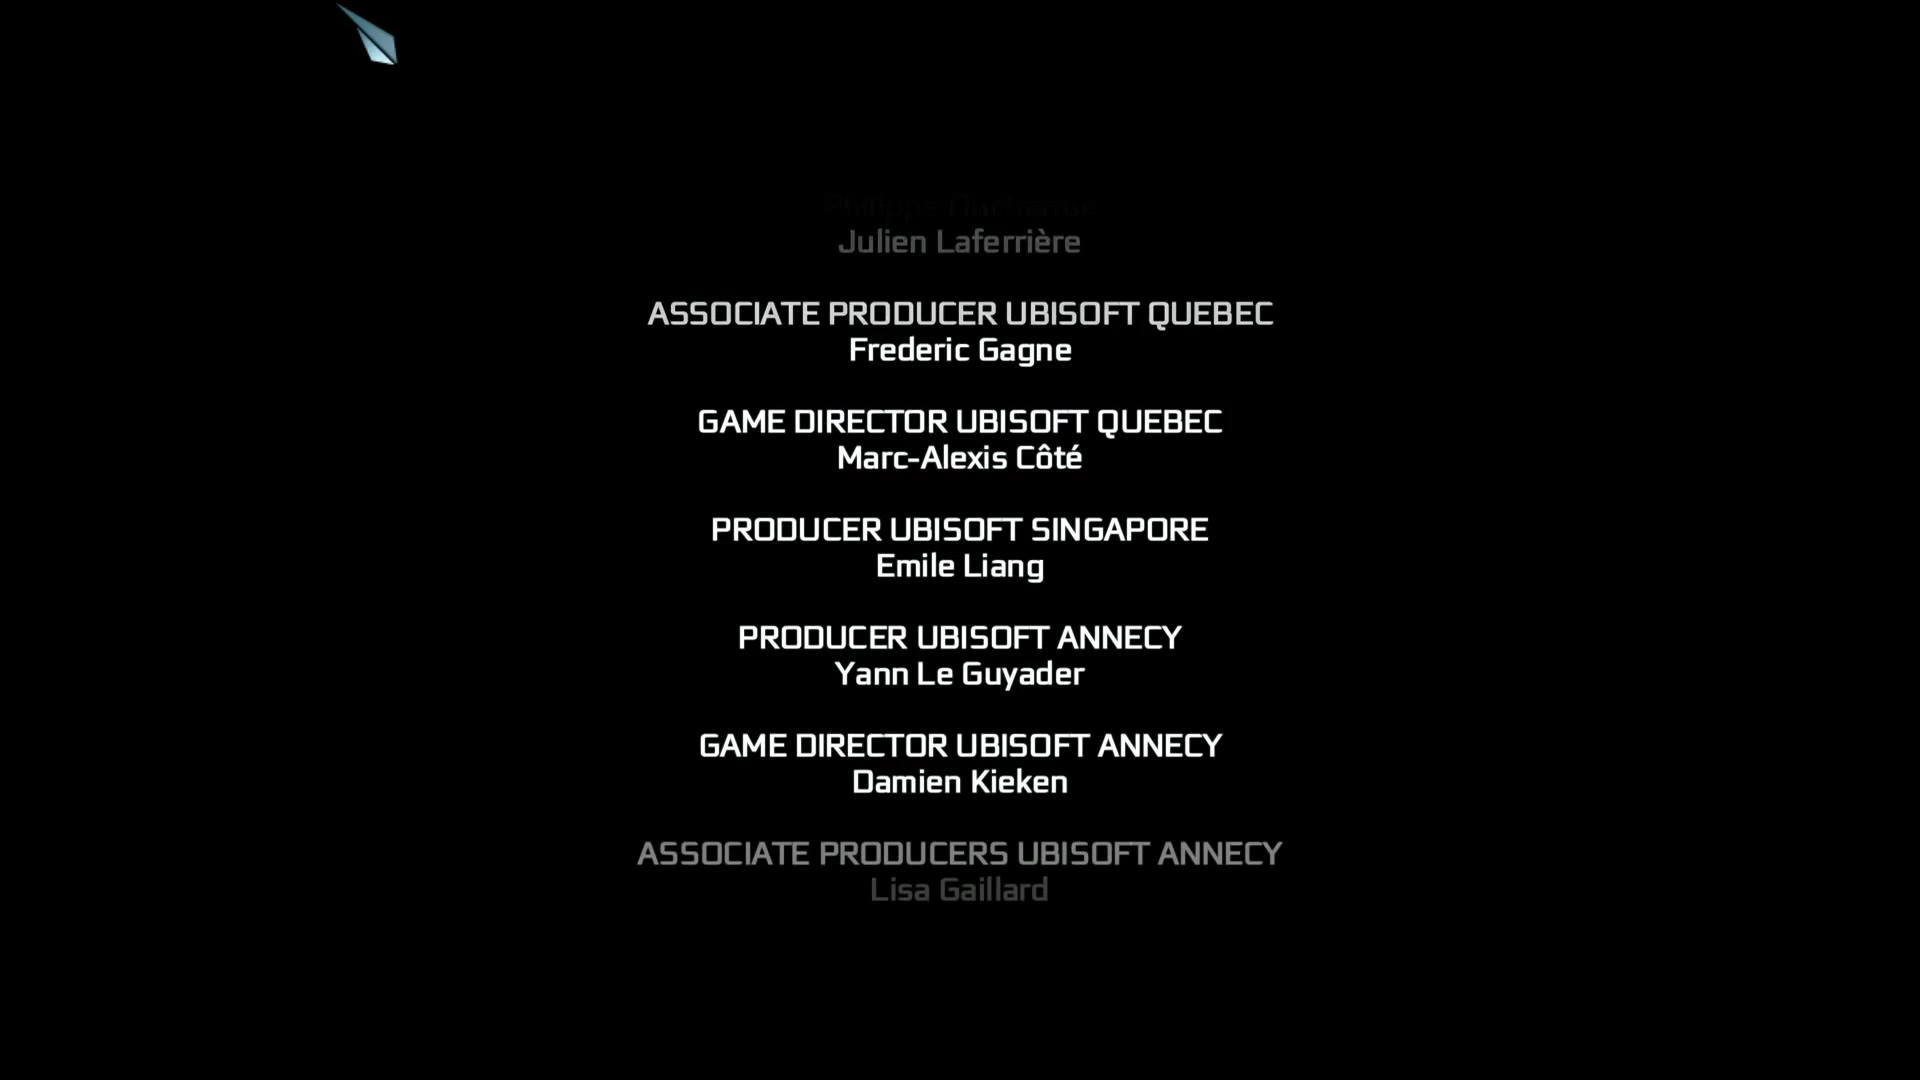 Julien Laferrière
ASSOCIATE PRODUCER UBISOFT QUEBEC
Frederic Gagne
GAME DIRECTOR UBISOFT QUEBEC
Marc-Alexis Côté
PRODUCER UBISOFT SINGAPORE
Emile Liang
PRODUCER UBISOFT ANNECY
Yann Le Guyader
GAME DIRECTOR UBISOFT ANNECY
Damien Kieken
ASSOCIATE PRODUCERS UBISOFT ANNECY
Lisa Gaillard